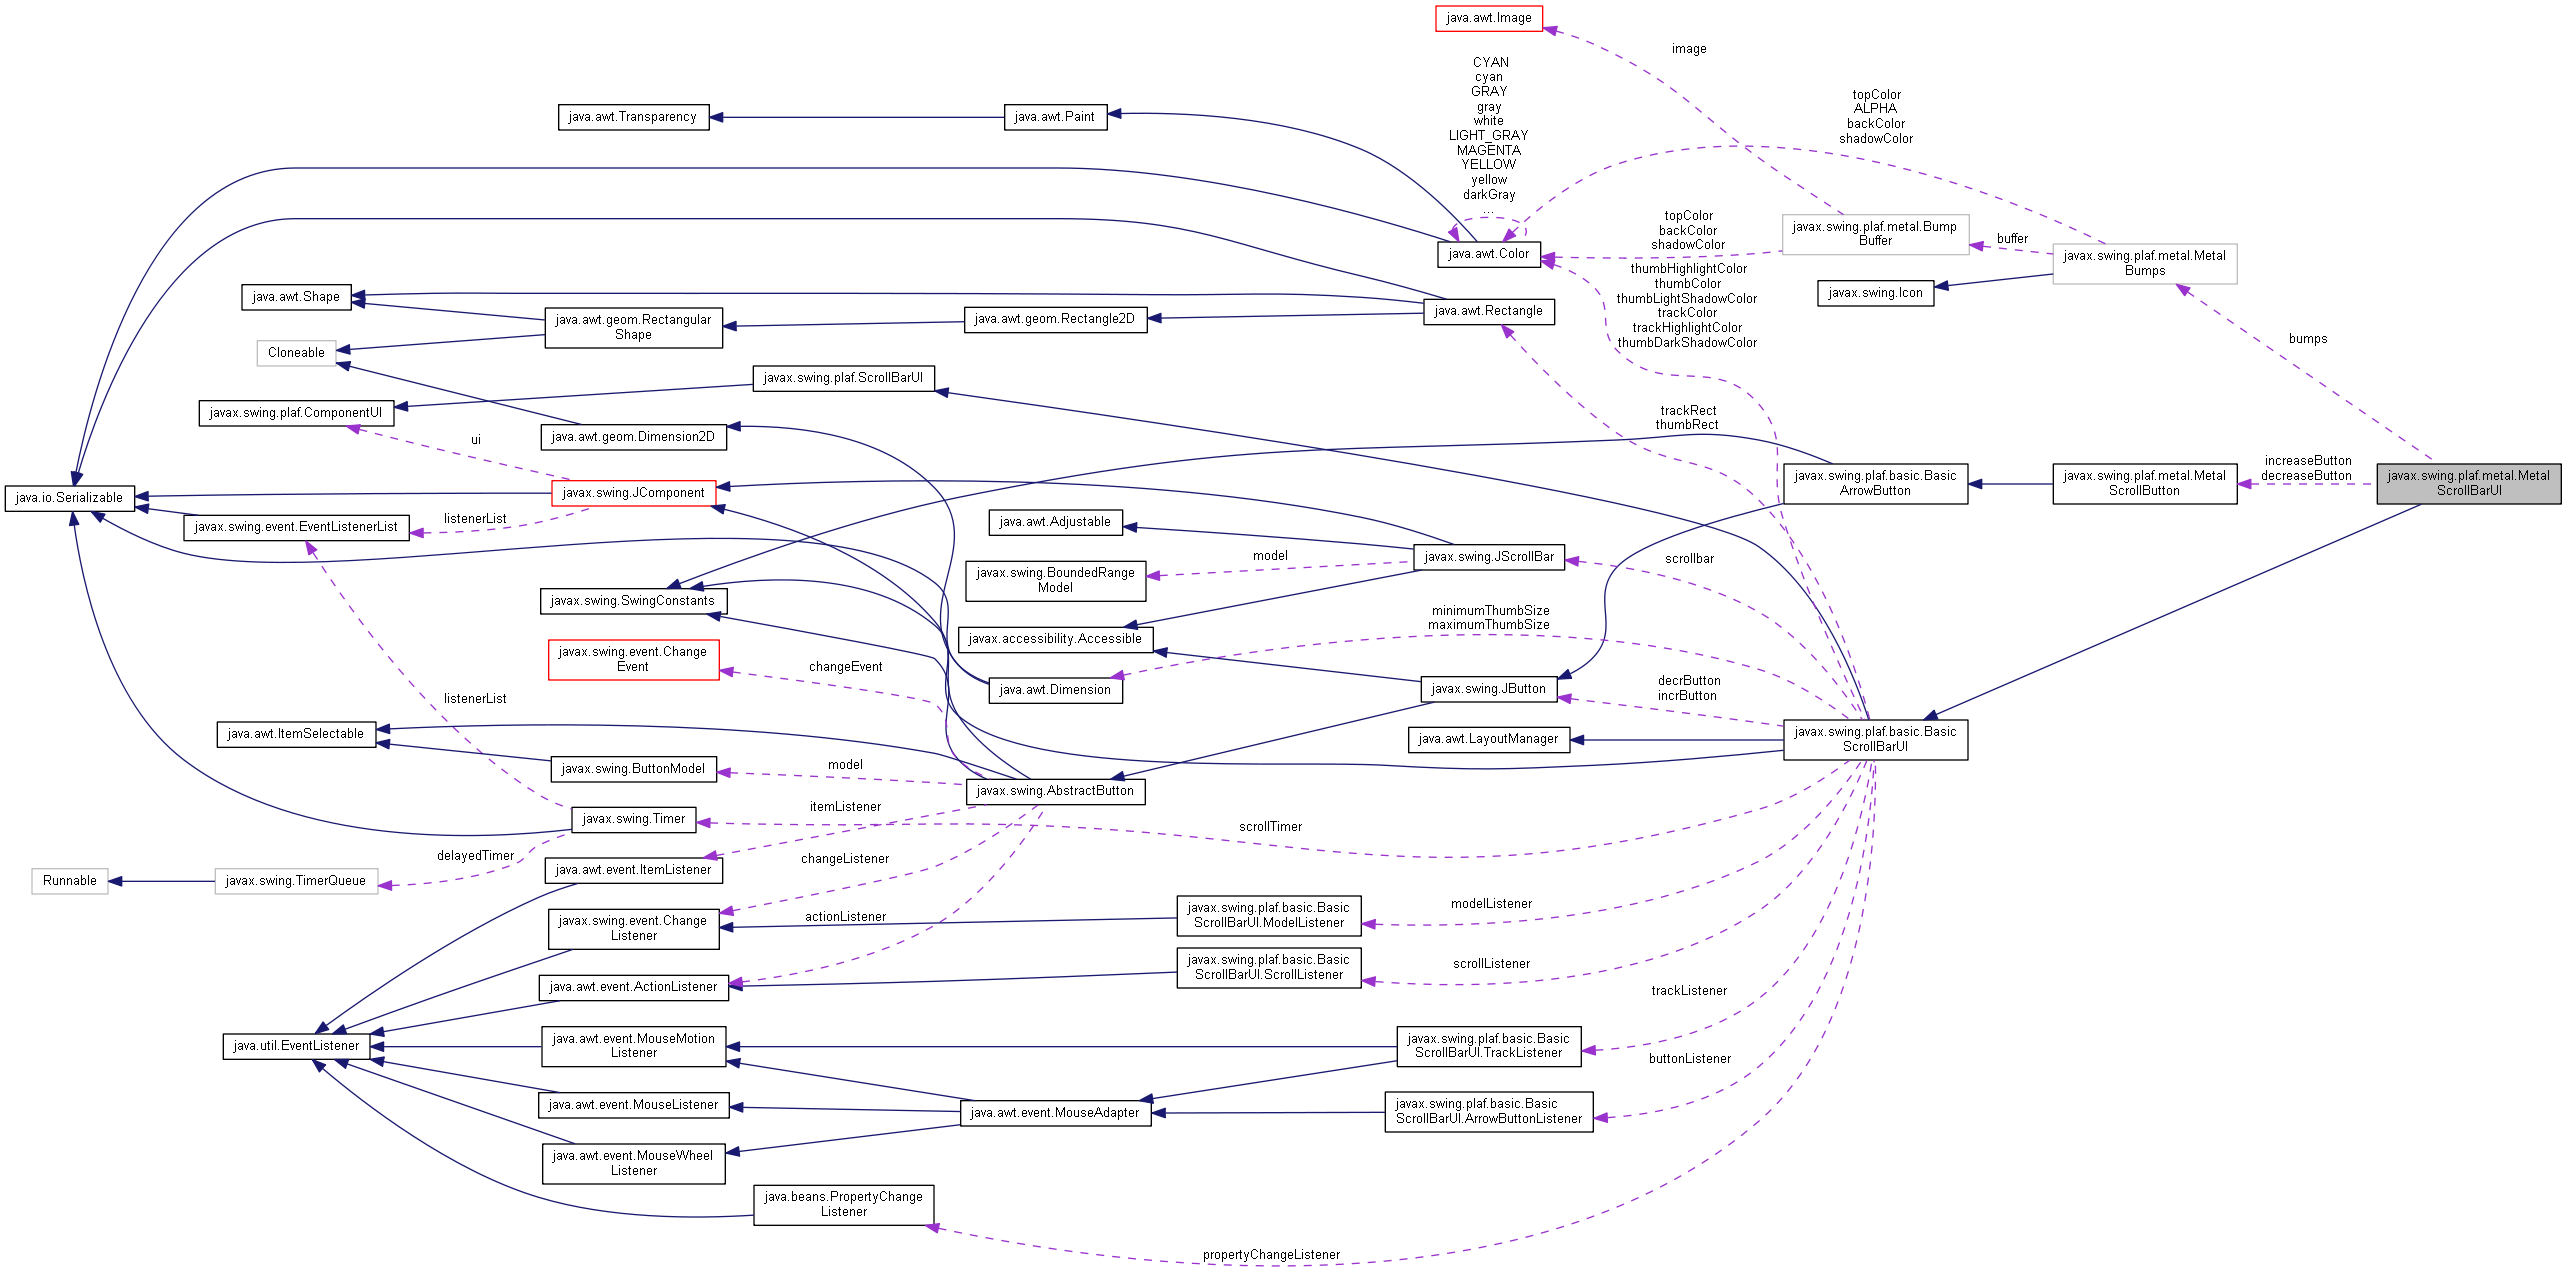 java.awt.Image
image
CYAN
cyan
GRAY
gray
white
LIGHT_GRAY
MAGENTA
YELLOW
yellow
darkGray
...
topColor
ALPHA
backColor
shadowColor
java.awt.Transparency
java.awt.Paint
topColor
backColor
shadowColor
javax.swing.plaf.metal.Bump
Buffer
buffer
javax.swing.plaf.metal.Metal
Bumps
java.awt.Color
thumbHighlightColor
thumbColor
thumbLightShadowColor
trackColor
trackHighlightColor
thumbDarkShadowColor
javax.swing.Icon
java.awt.Shape
java.awt.geom.Rectangular
Shape
java.awt.geom.Rectangle2D
java.awt.Rectangle
bumps
Cloneable
javax.swing.plaf.ScrollBarUI
javax.swing.plaf.ComponentUI
trackRect
thumbRect
ui
java.awt.geom.Dimension2D
java.io.Serializable
javax.swing.JComponent
javax.swing.plaf.basic.Basic
ArrowButton
javax.swing.plaf.metal.Metal
ScrollButton
increaseButton
decreaseButton
javax.swing.plaf.metal.Metal
ScrollBarUI
javax.swing.event.EventListenerList
listenerList
java.awt.Adjustable
javax.swing.JScrollBar
scrollbar
model
javax.swing.BoundedRange
Model
javax.swing.SwingConstants
minimumThumbSize
maximumThumbSize
javax.accessibility.Accessible
javax.swing.event.Change
Event
changeEvent
java.awt.Dimension
javax.swing.JButton
decrButton
incrButton
listenerList
java.awt.ItemSelectable
java.awt.LayoutManager
javax.swing.plaf.basic.Basic
ScrollBarUI
javax.swing.ButtonModel
model
javax.swing.AbstractButton
itemListener
javax.swing.Timer
scrollTimer
delayedTimer
changeListener
Runnable
javax.swing.TimerQueue
java.awt.event.ItemListener
modelListener
javax.swing.event.Change
Listener
actionListener
javax.swing.plaf.basic.Basic
ScrollBarUI.ModelListener
javax.swing.plaf.basic.Basic
ScrollBarUI.ScrollListener
scrollListener
java.awt.event.ActionListener
trackListener
java.util.EventListener
java.awt.event.MouseMotion
Listener
javax.swing.plaf.basic.Basic
ScrollBarUI.TrackListener
buttonListener
java.awt.event.MouseListener
java.awt.event.MouseAdapter
javax.swing.plaf.basic.Basic
ScrollBarUI.ArrowButtonListener
java.awt.event.MouseWheel
Listener
java.beans.PropertyChange
Listener
propertyChangeListener